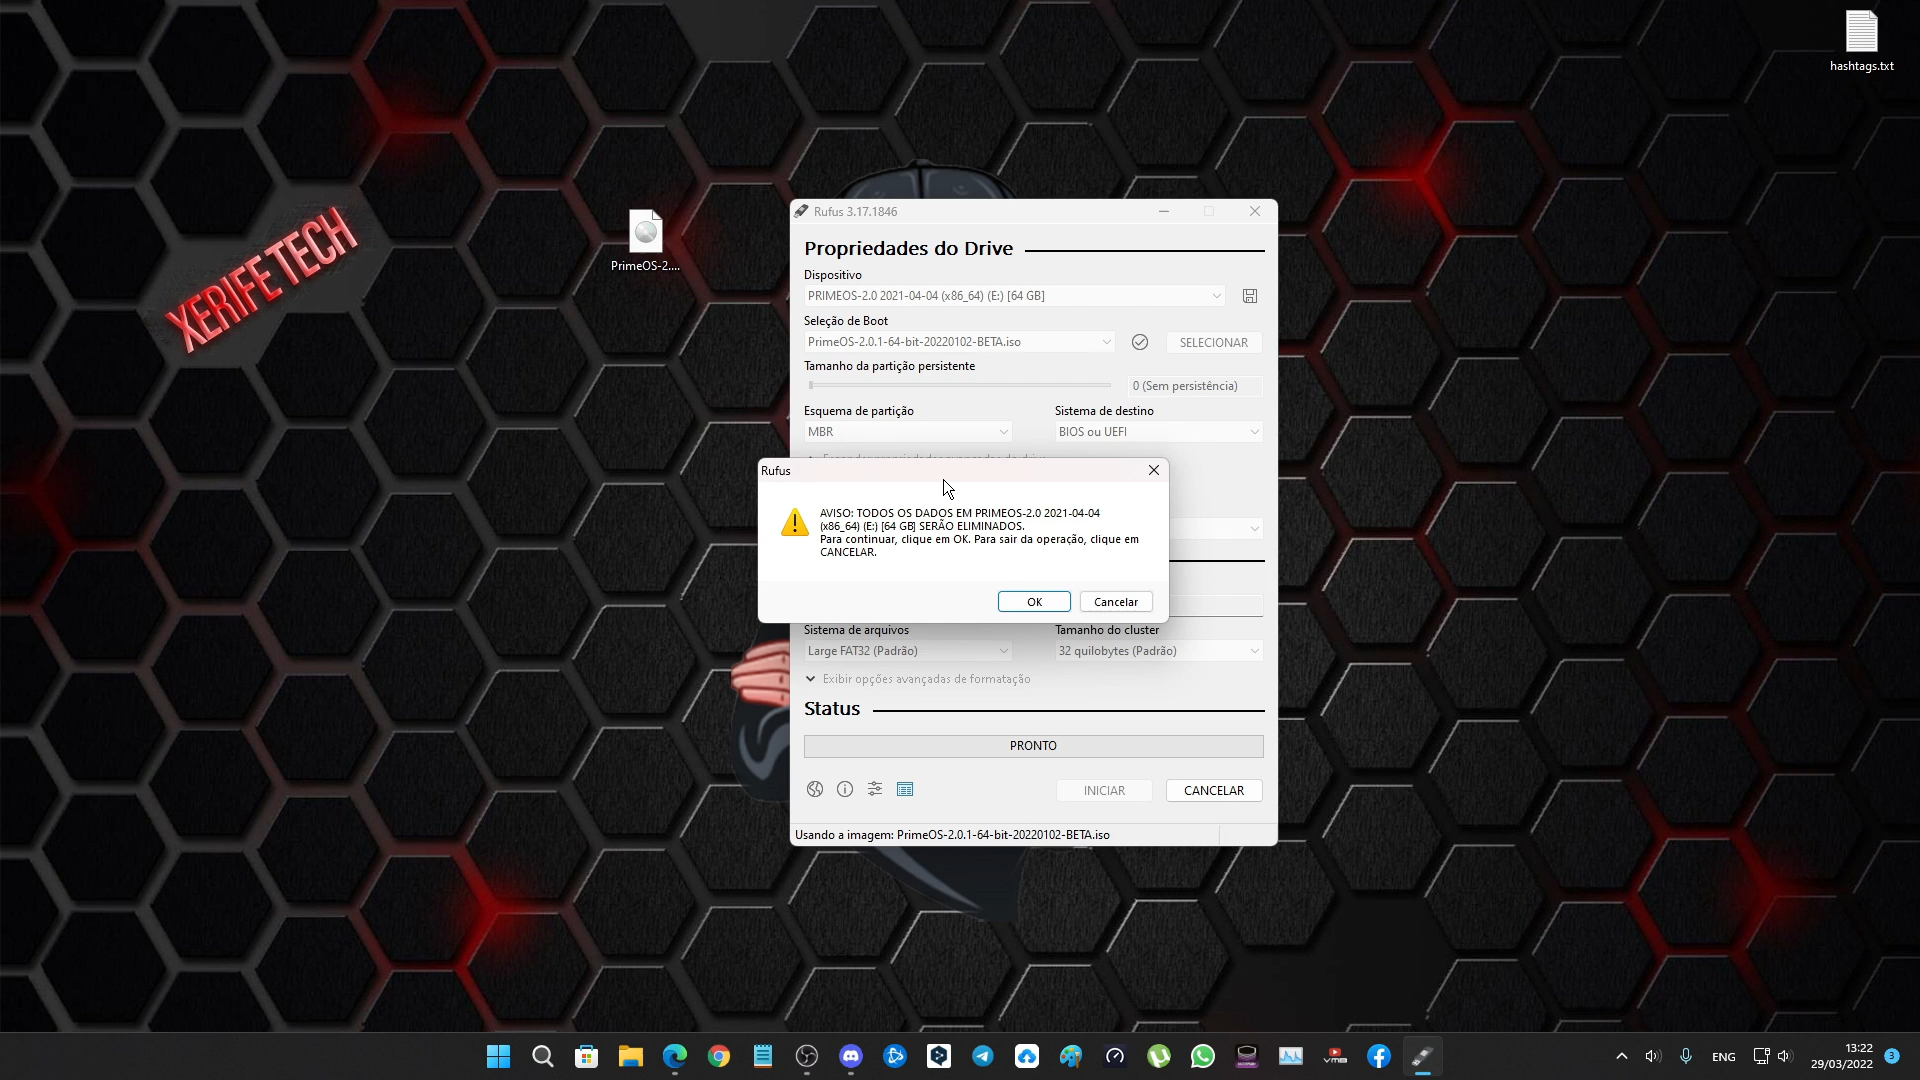 hashtags.txt
XERIFE TECH
PrimeOS-2....
Rufus 3.17.1846
Propriedades do Drive
Dispositivo
PRIMEOS-2.0 2021-04-04 (x86_64) (E:) [64 GB]
Seleção de Boot
PrimeOS-2.0.1-64-bit-20220102-BETA.iso
SELECIONAR
Tamanho da partição persistente
0 (Sem persistência)
Esquema de partição
Sistema de destino
MBR
BIOS ou UEFI
Rufus
AVISO: TODOS OS DADOS EM PRIMEOS-2.0 2021-04-04
(x86_64) (E:) [64 GB] SERÃO ELIMINADOS.
Para continuar, clique em OK. Para sair da operação, clique em
CANCELAR.
OK
Cancelar
Sistema de arquivos
Tamanho do cluster
Large FAT32 (Padrão)
32 quilobytes (Padrão)
Exibir opções avançadas de formatação
Status
PRONTO
INICIAR
CANCELAR
Usando a imagem: PrimeOS-2.0.1-64-bit-20220102-BETA.iso
ENG
13:22
29/03/2022
3